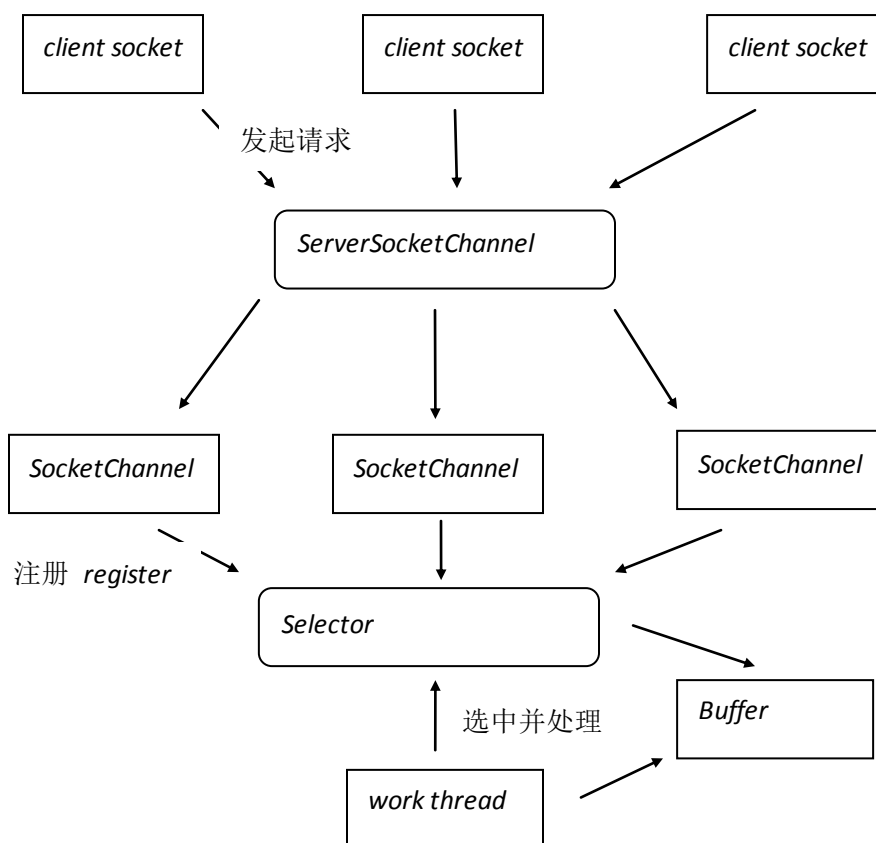 client socket
client socket
client socket
发起请求
ServerSocketChannel
SocketChannel
SocketChannel
SocketChannel
注册 register
Selector
选中并处理
Buffer
work thread